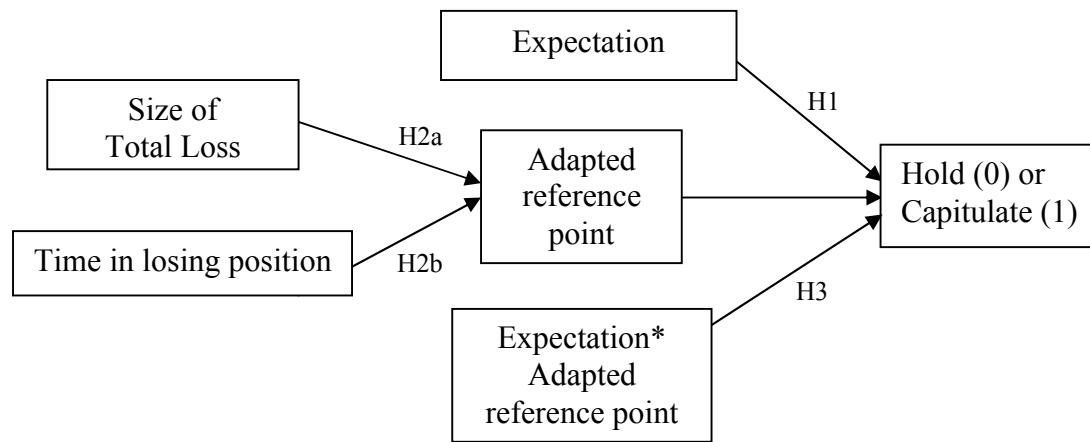 Expectation
H1
Size of
Total Loss
H2a
Adapted
reference
point
Hold (0) or
Capitulate (1)
Time in losing position
H2b
H3
Expectation*
Adapted
reference point